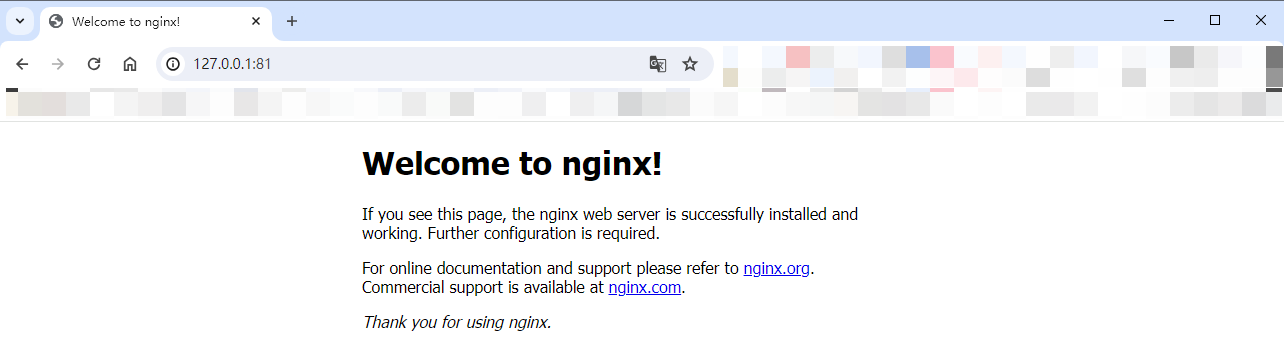 Welcome to nginx!
127.0.0.1:81
Welcome to nginx!
If you see this page, the nginx web server is successfully installed and
working. Further configuration is required.
For online documentation and support please refer to nginx.org.
Commercial support is available at nginx.com.
Thank you for using nginx.